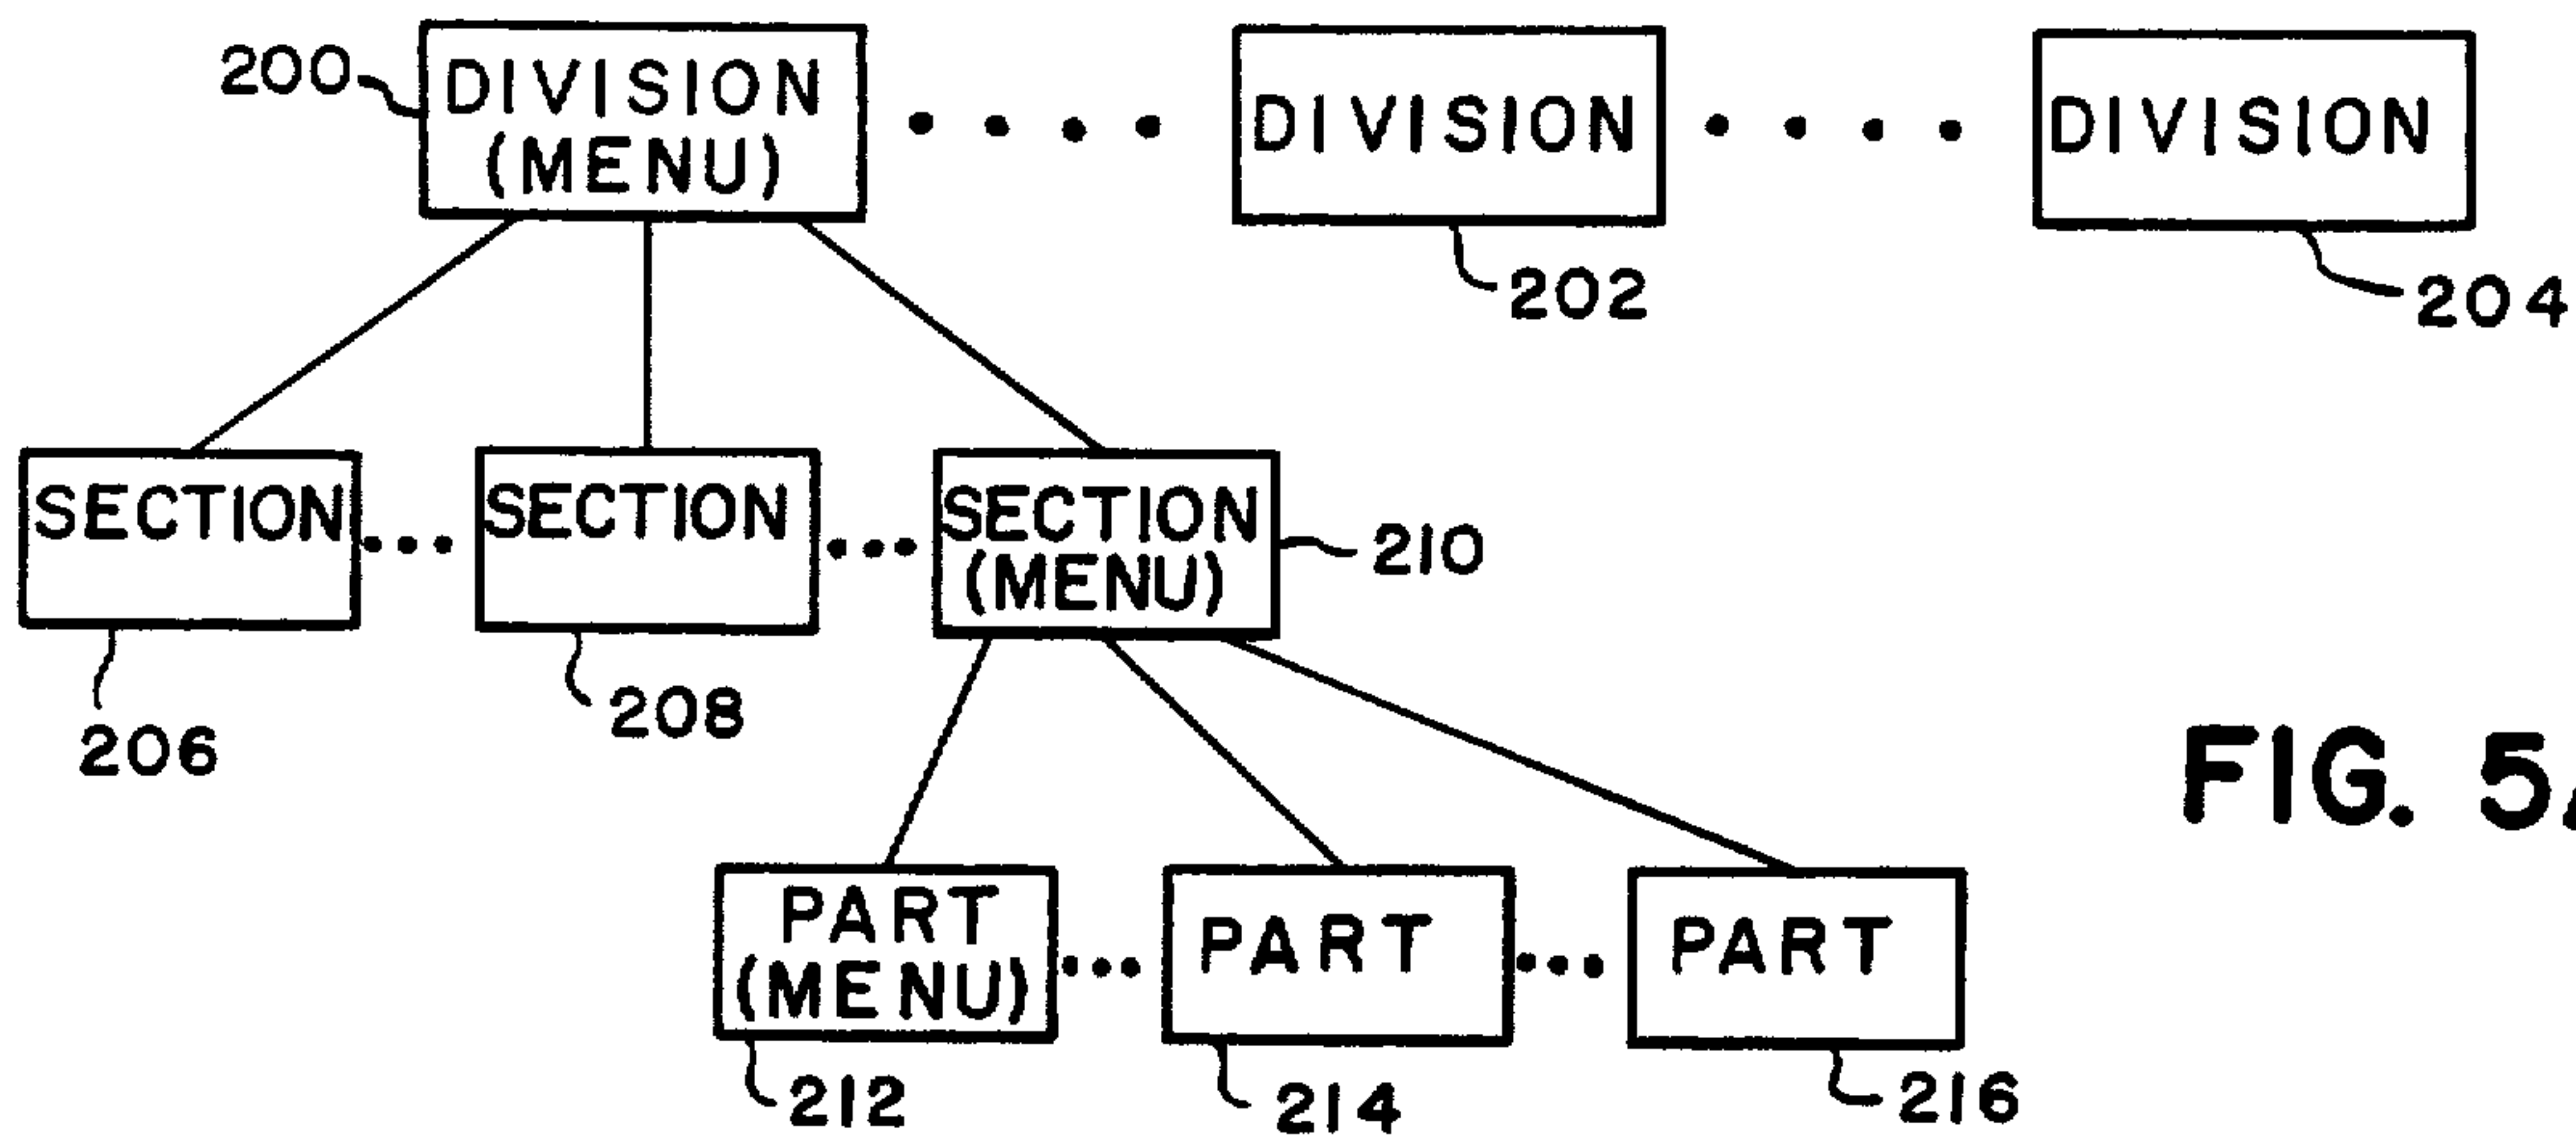 200 DIVISION (MENU) DIVISION DIVISION
202
204
SECTION SECTION SECTION (MENU) 210
206
208
FIG. 5
PART (MENU) PART PART
212
214
216